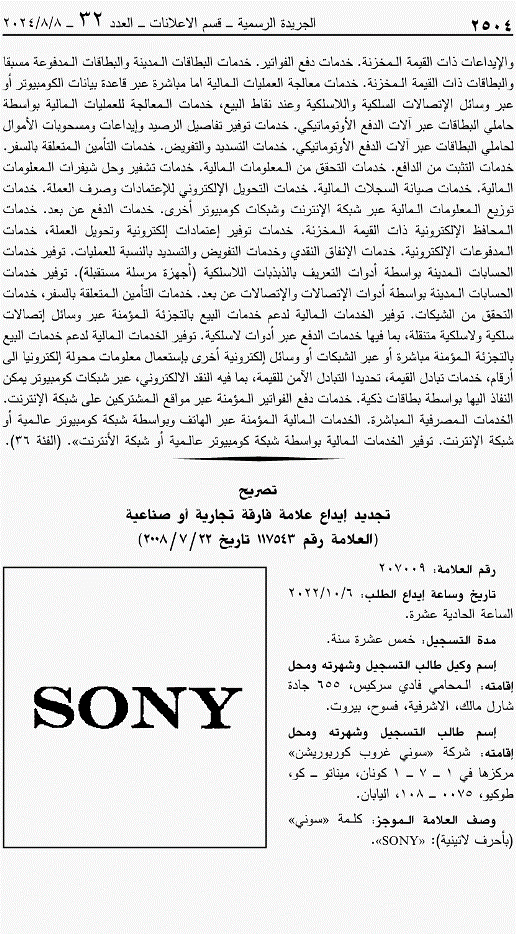 ٢٥٠٤
الجريدة الرسمية ــ قسم الاعلانات ــ العدد ٣٢ ــ ٢٠٢٤/٨/٨
والإيداعات ذات القيمة المخزنة. خدمات دفع الفواتير. خدمات البطاقات المدينة والبطاقات المدفوعة مسبقا
والبطاقات ذات القيمة المخزنة. خدمات معالجة العمليات المالية اما مباشرة عبر قاعدة بيانات الكومبيوتر أو
عبر وسائل الإتصالات السلكية واللاسلكية وعند نقاط البيع، خدمات المعالجة للعمليات المالية بواسطة
حاملي البطاقات عبر آلات الدفع الأوتوماتيكي. خدمات توفير تفاصيل الرصيد وإيداعات ومسحوبات الأموال
لحاملي البطاقات عبر آلات الدفع الأوتوماتيكي. خدمات التسديد والتفويض. خدمات التأمين المتعلقة بالسفر.
خدمات التثبت من الدافع. خدمات التحقق من المعلومات المالية. خدمات تشفير وحل شيفرات المعلومات
المالية. خدمات صيانة السجلات المالية. خدمات التحويل الإلكتروني للإعتمادات وصرف العملة. خدمات
توزيع المعلومات المالية عبر شبكة الإنترنت وشبكات كومبيوتر أخرى. خدمات الدفع عن بعد. خدمات
المحافظ الإلكترونية ذات القيمة المخزنة. خدمات توفير إعتمادات إلكترونية وتحويل العملة، خدمات
المدفوعات الإلكترونية. خدمات الإنفاق النقدي وخدمات التفويض والتسديد بالنسبة للعمليات. توفير خدمات
الحسابات المدينة بواسطة أدوات التعريف بالذبذبات اللاسلكية (أجهزة مرسلة مستقبلة). توفير خدمات
الحسابات المدينة بواسطة أدوات الإتصالات والإتصالات عن بعد. خدمات التأمين المتعلقة بالسفر، خدمات
التحقق من الشيكات. توفير الخدمات المالية لدعم خدمات البيع بالتجزئة المؤمنة عبر وسائل إتصالات
سلكية ولاسلكية متنقلة، بما فيها خدمات الدفع عبر أدوات لاسلكية. توفير الخدمات المالية لدعم خدمات البيع
بالتجزئة المؤمنة مباشرة أو عبر الشبكات أو وسائل إلكترونية أخرى بإستعمال معلومات محولة إلكترونيا الى
أرقام، خدمات تبادل القيمة، تحديدا التبادل الآمن للقيمة، بما فيه النقد الالكتروني، عبر شبكات كومبيوتر يمكن
النفاذ اليها بواسطة بطاقات ذكية. خدمات دفع الفواتير المؤمنة عبر مواقع المشتركين على شبكة الإنترنت.
الخدمات المصرفية المباشرة. الخدمات المالية المؤمنة عبر الهاتف وبواسطة شبكة كومبيوتر عالمية أو
شبكة الإنترنت. توفير الخدمات المالية بواسطة شبكة كومبيوتر عالمية أو شبكة الأنترنت». (الفئة ٣٦).
تصريح
تجديد إيداع علامة فارقة تجارية أو صناعية
(العلامة رقم ١١٧٥٤٣ تاريخ ٢٠٠٨/٧/٢٢)
رقم العلامة: ٢٠٧٠٠٩
تاريخ وساعة إيداع الطلب: ٢٠٢٢/١٠/٦
الساعة الحادية عشرة.
مدة التسجيل: خمس عشرة سنة.
إسم وكيل طالب التسجيل وشهرته ومحل
إقامته: المحامي فادي سركيس، ٦٥٥ جادة
شارل مالك، الاشرفية، فسوح، بيروت.
إسم طالب التسجيل وشهرته ومحل
إقامته: شركة «سوني غروب كوربوريشن»
مركزها في ١ ــ ٧ ــ ١ كونان، ميناتو ــ كو،
طوكيو، ٠٠٧٥ ــ ١٠٨، اليابان.
وصف العلامة الموجز: كلمة «سوني»
(بأحرف لاتينية): «SONY».
SONY